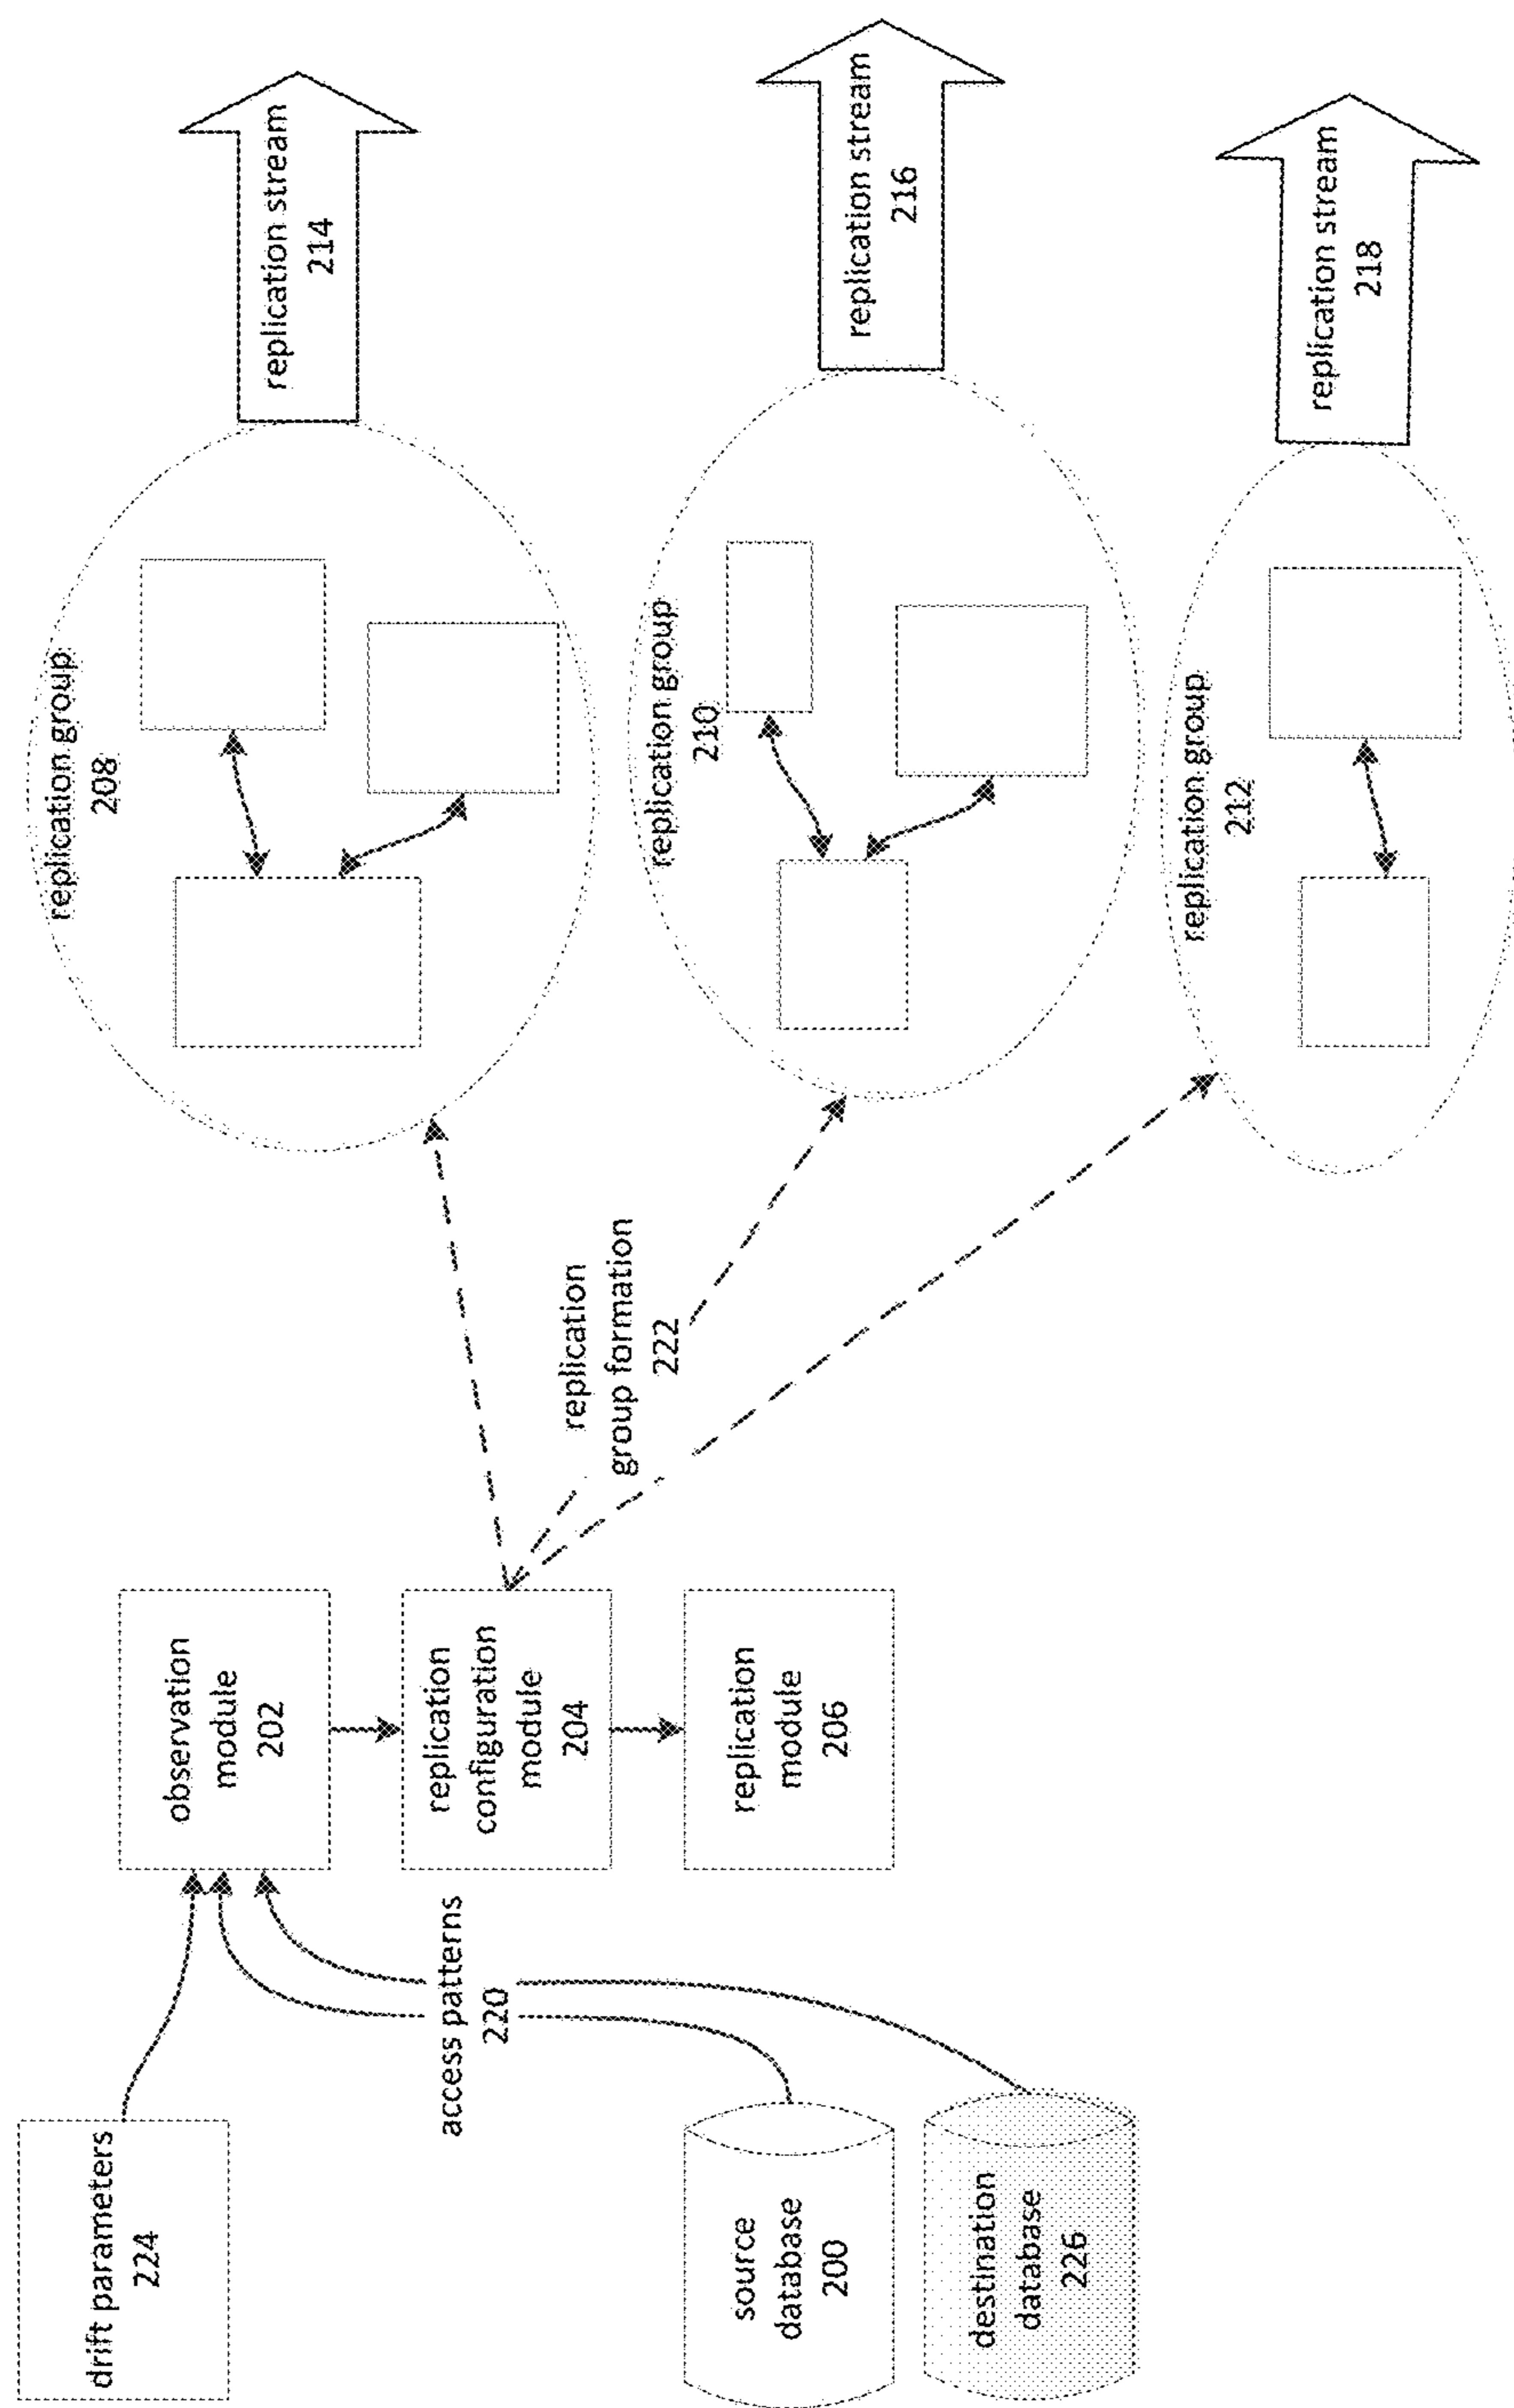 drift parameters
224
source
database
200
destination
database
226
access patterns
220
observation
module
202
replication
configuration
module
204
replication
module
206
replication
group formation
222
replication group
208
replication group
210
replication group
212
replication stream
214
replication stream
216
replication stream
218